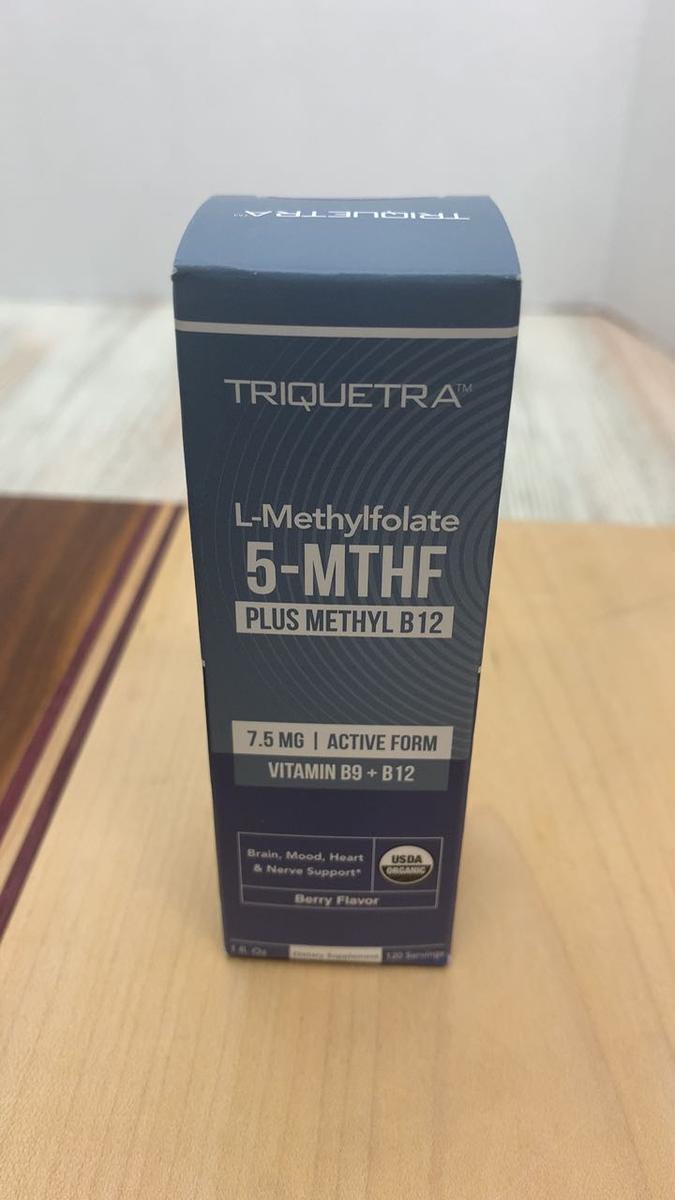 TRIQUETRA™
TRIQUETRA™
L-Methylfolate
5-MTHF
PLUS METHYL B12
7.5 MG | ACTIVE FORM
VITAMIN B9 + B12
Brain, Mood, Heart
& Nerve Support*
USDA
ORGANIC
Berry Flavor
1 fl. Oz Dietary Supplement 120 Servings